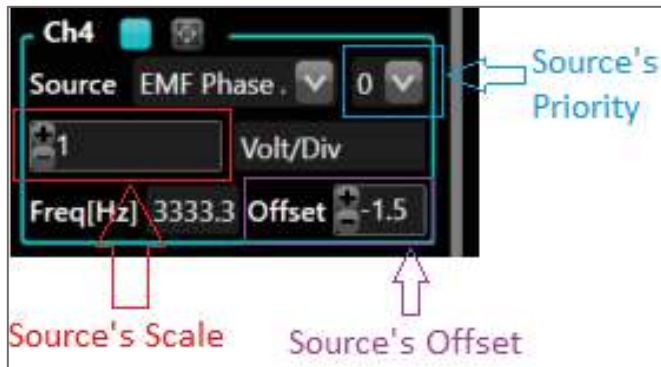 Ch4
Source EMF Phase . 0
Source's
Priority
1 Volt/Div
Freq[Hz] 3333.3 Offset -1.5
Source's Scale
Source's Offset